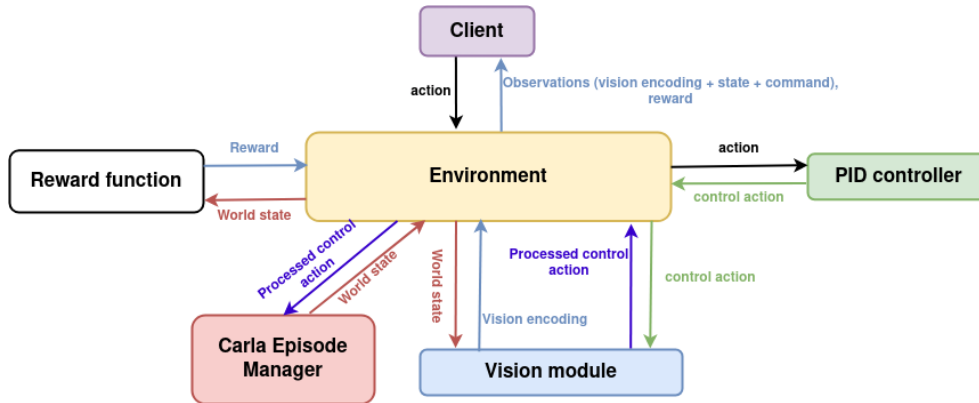 Client
action
Observations (vision encoding + state + command),
reward
Reward
Reward function
World state
Environment
action
PID controller
control action
Processed control
action
World state
World state
Vision encoding
Processed control
action
control action
Carla Episode
Manager
Vision module